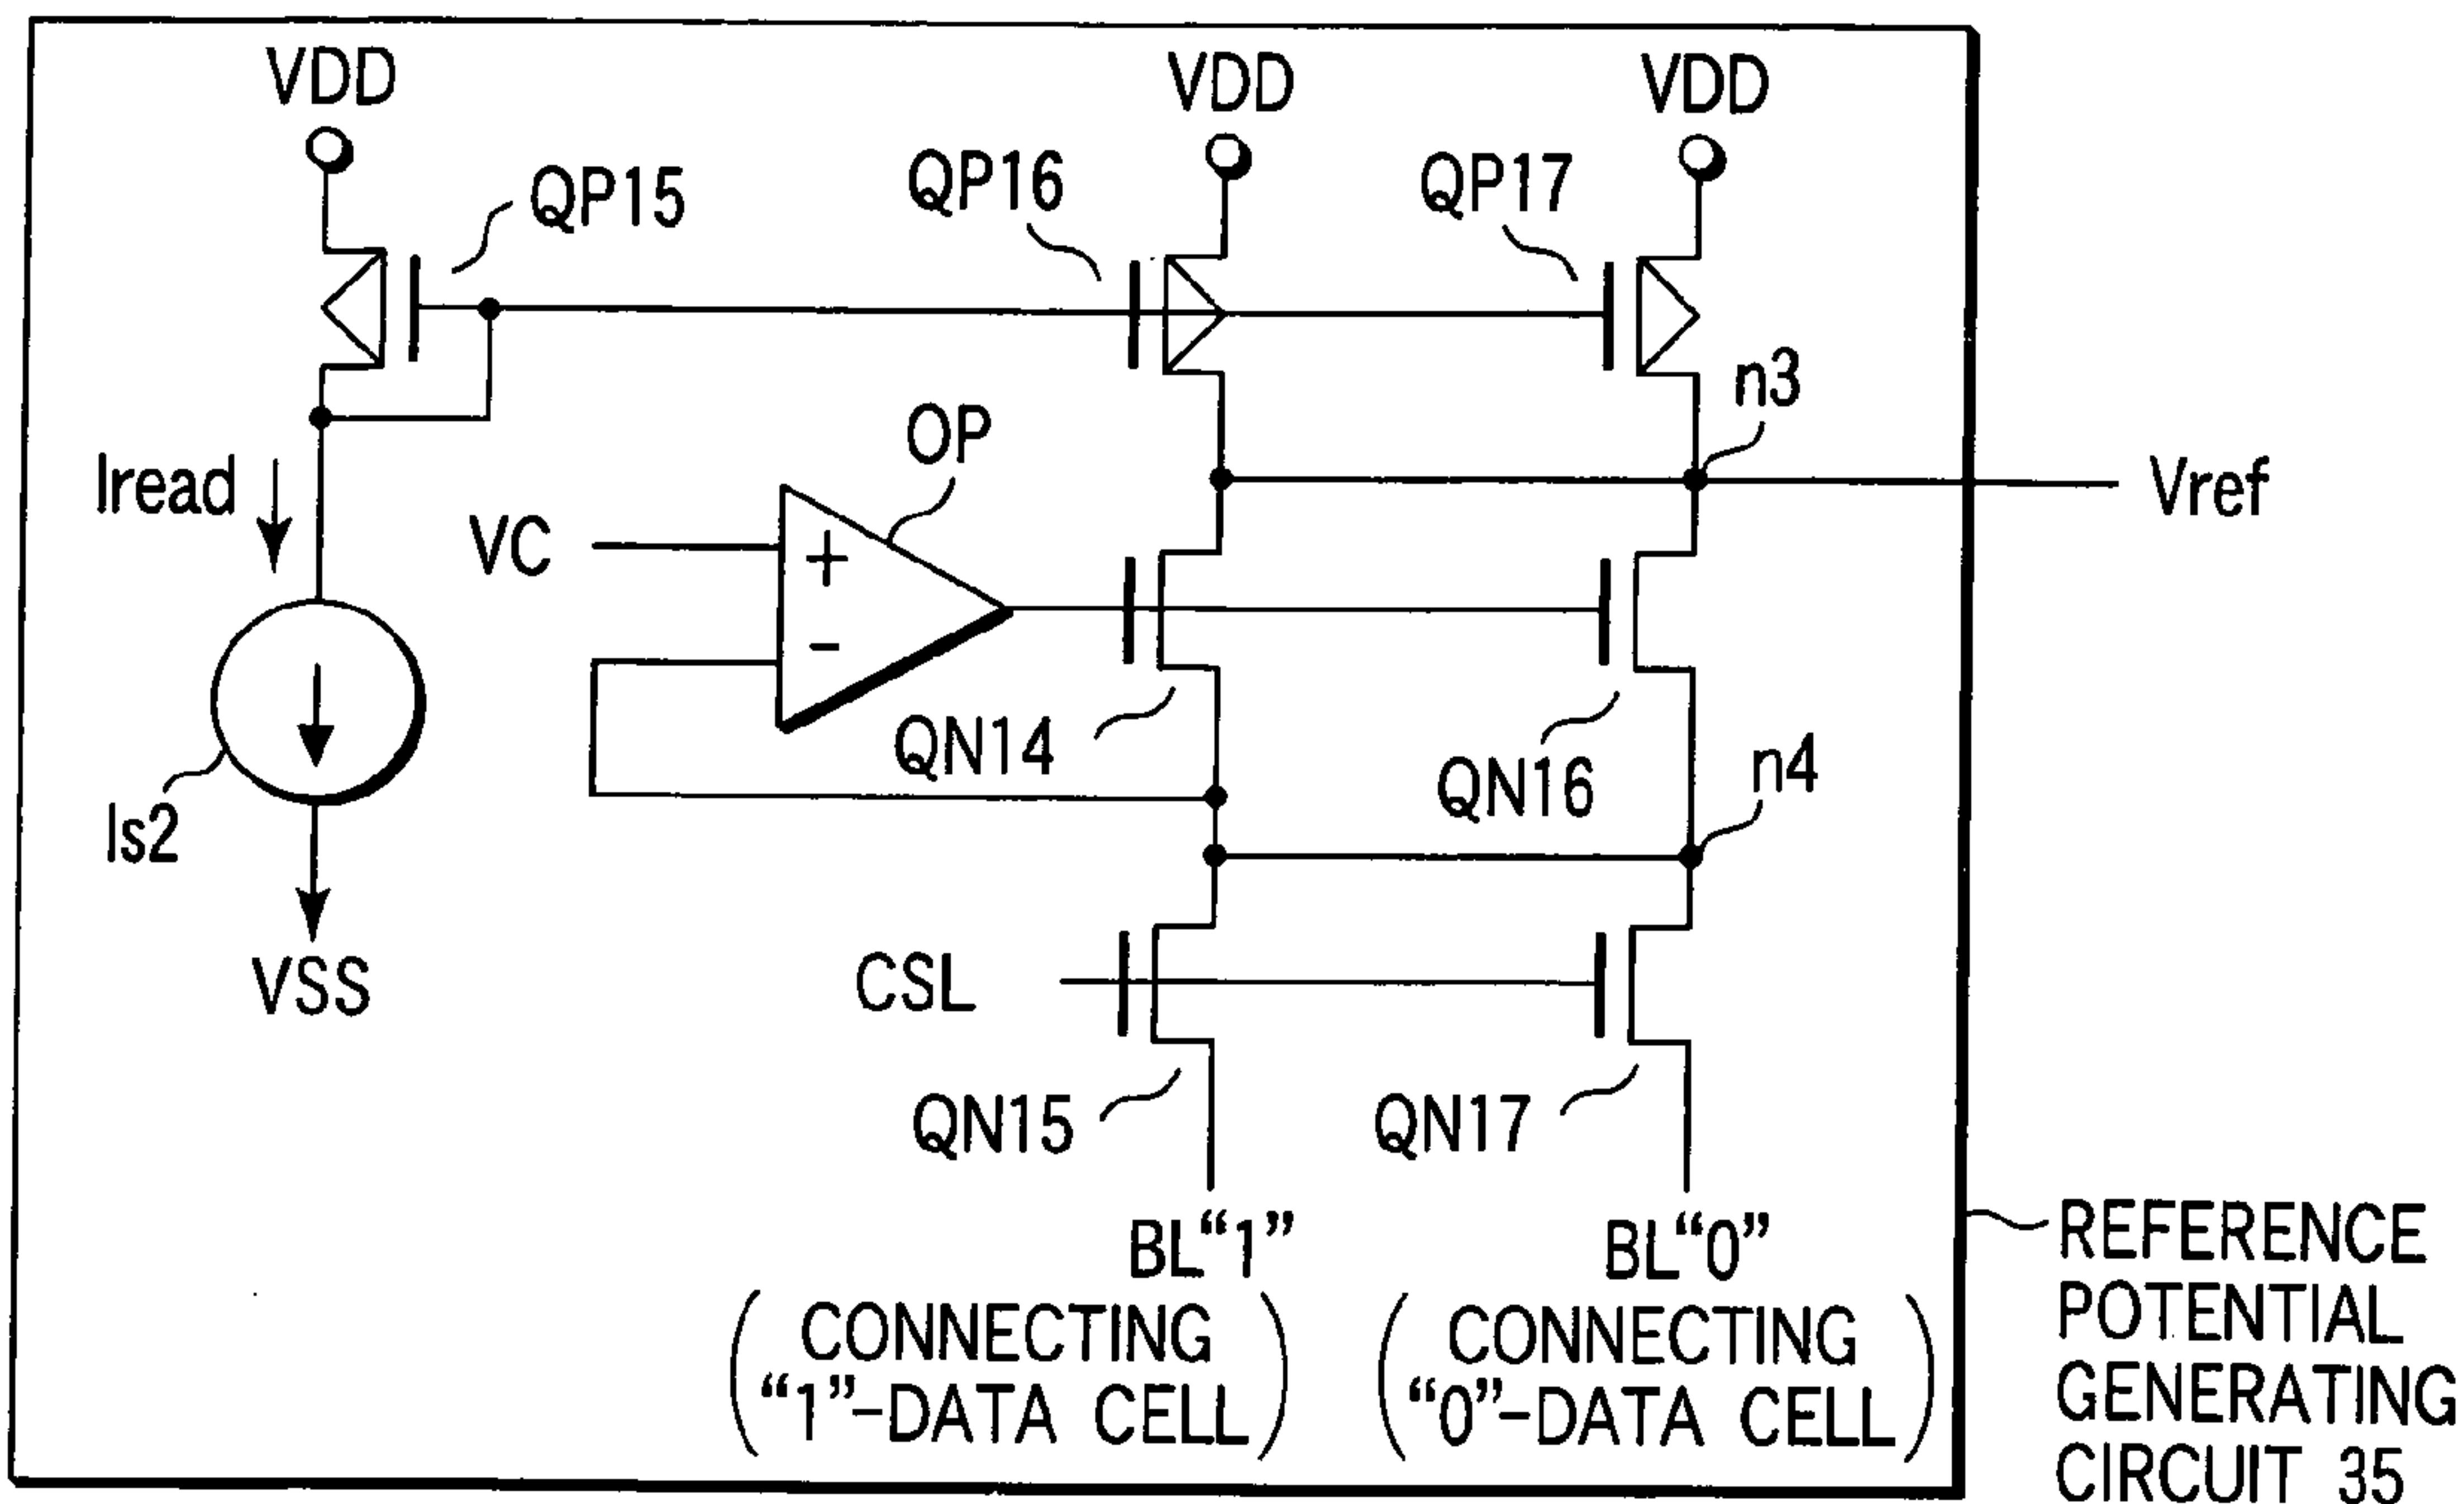 VDD
VDD
VDD
QP15
QP16
QP17
n3
OP
Iread
VC
Vref
+
-
QN14
QN16
n4
Is2
VSS
CSL
QN15
QN17
BL“1”
BL“0”
(CONNECTING
“1”-DATA CELL)
(CONNECTING
“0”-DATA CELL)
REFERENCE
POTENTIAL
GENERATING
CIRCUIT 35